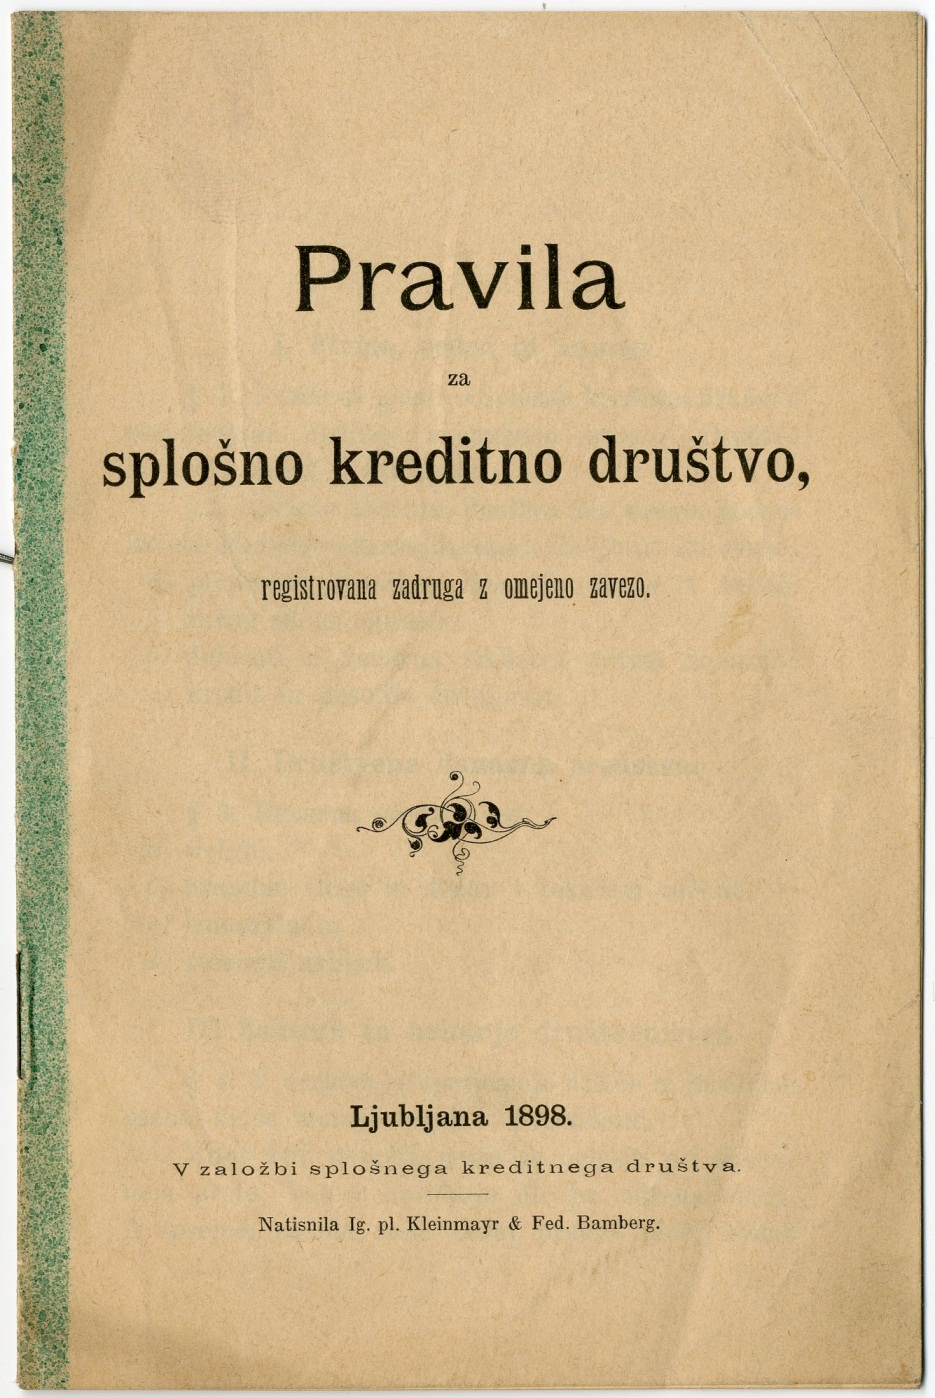 Pravila
za
splošno kreditno društvo,
registrovana zadruga z omejeno zavezo.
Ljubljana 1898.
V založbi splošnega kreditnega društva.
Natisnila Ig. pl. Kleinmayr & Fed. Bamberg.